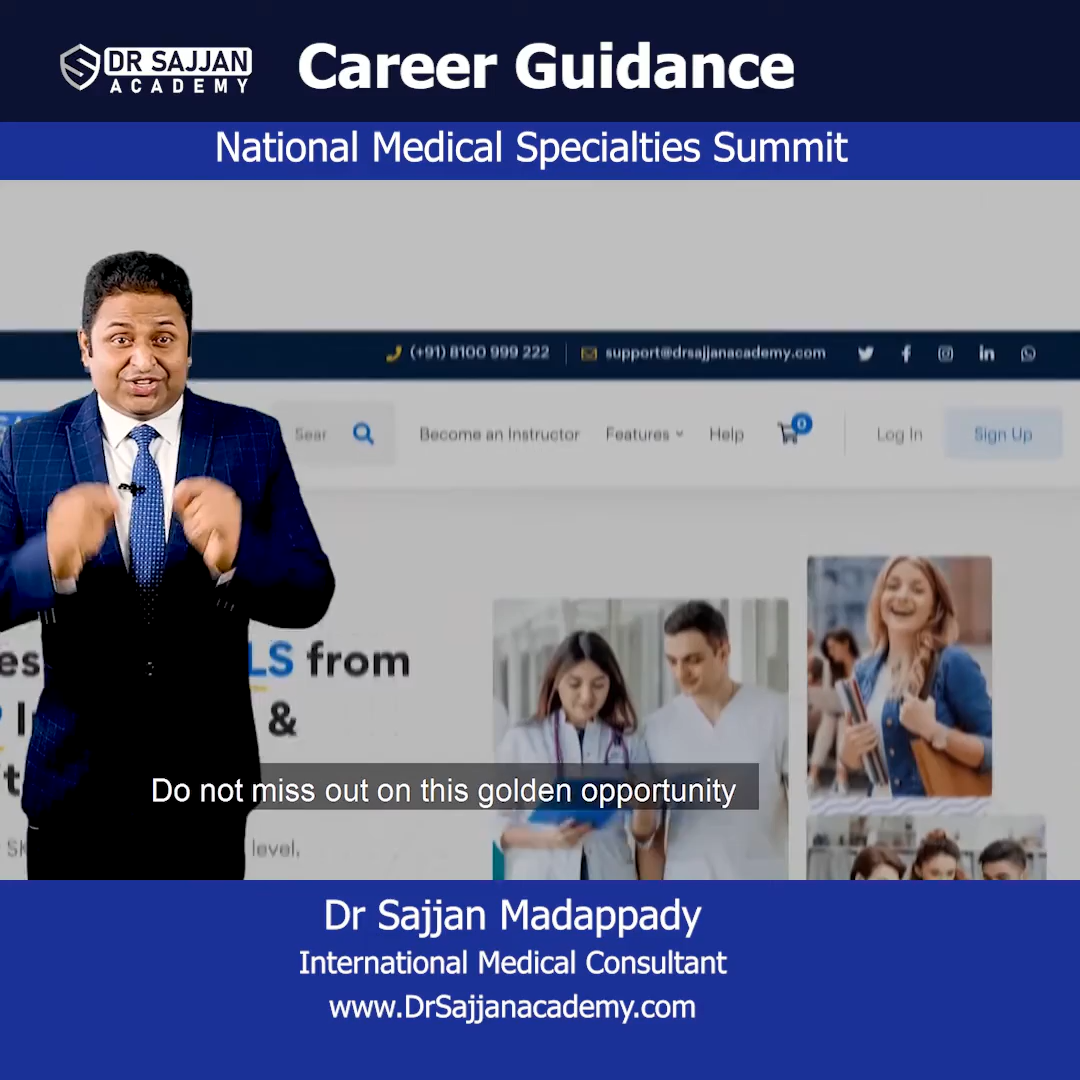 DR SAJJAN
ACADEMY
Career Guidance
National Medical Specialties Summit
(+91) 8100 999 222
support@drsajjanacademy.com
Sear
Become an Instructor
Features
Help
0
Log In
Sign Up
LS from
&
Do not miss out on this golden opportunity
level.
Dr Sajjan Madappady
International Medical Consultant
www.DrSajjanacademy.com